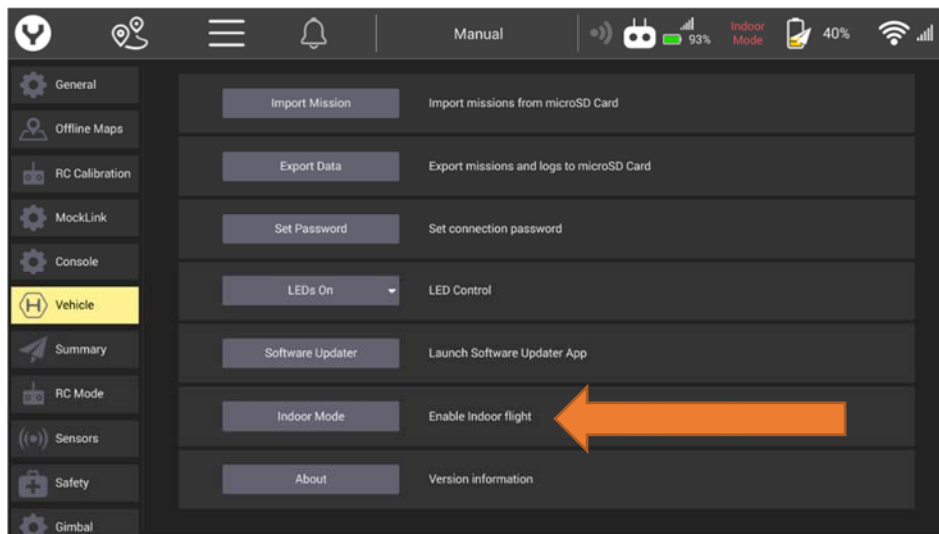 Manual
93%
Indoor
Mode
40%
General
Offline Maps
RC Calibration
MockLink
Console
Vehicle
Summary
RC Mode
Sensors
Safety
Gimbal
Import Mission Import missions from microSD Card
Export Data Export missions and logs to microSD Card
Set Password Set connection password
LEDs On LED Control
Software Updater Launch Software Updater App
Indoor Mode Enable Indoor flight
About Version information